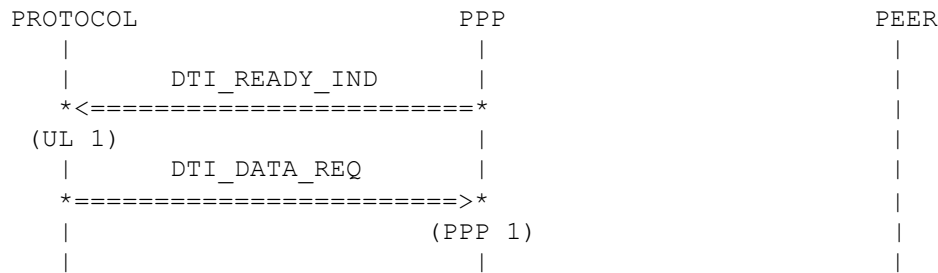 PROTOCOL PPP PEER
| | |
| DTI_READY_IND | |
*<========================* |
(UL 1) | |
| DTI_DATA_REQ | |
*========================>* |
| (PPP 1) |
| | |